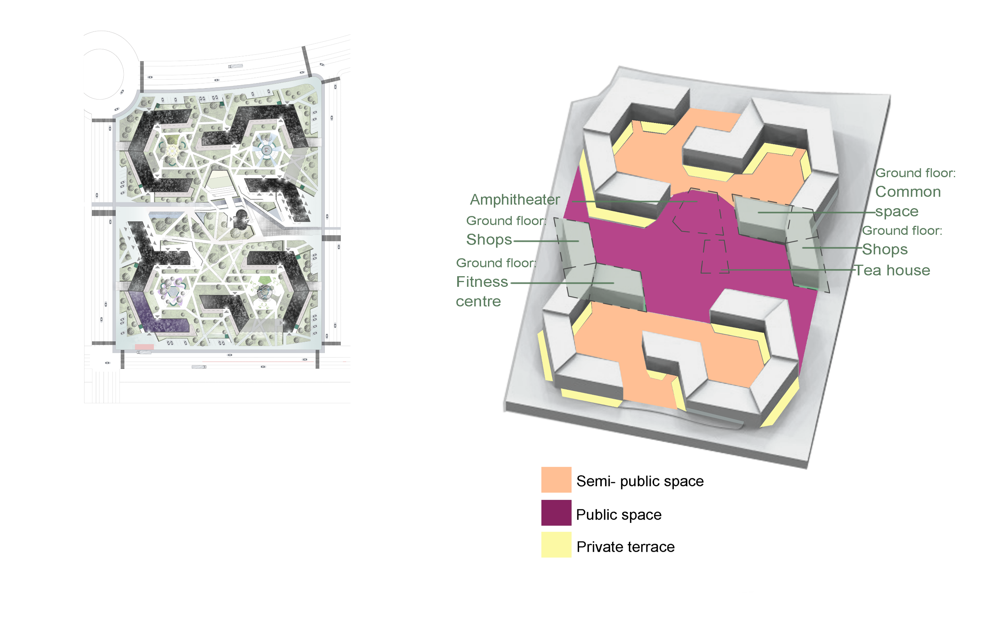 Amphitheater
Ground floor:
Shops
Ground floor:
Fitness
centre
Ground floor:
Common
space
Ground floor:
Shops
Tea house
Semi- public space
Public space
Private terrace